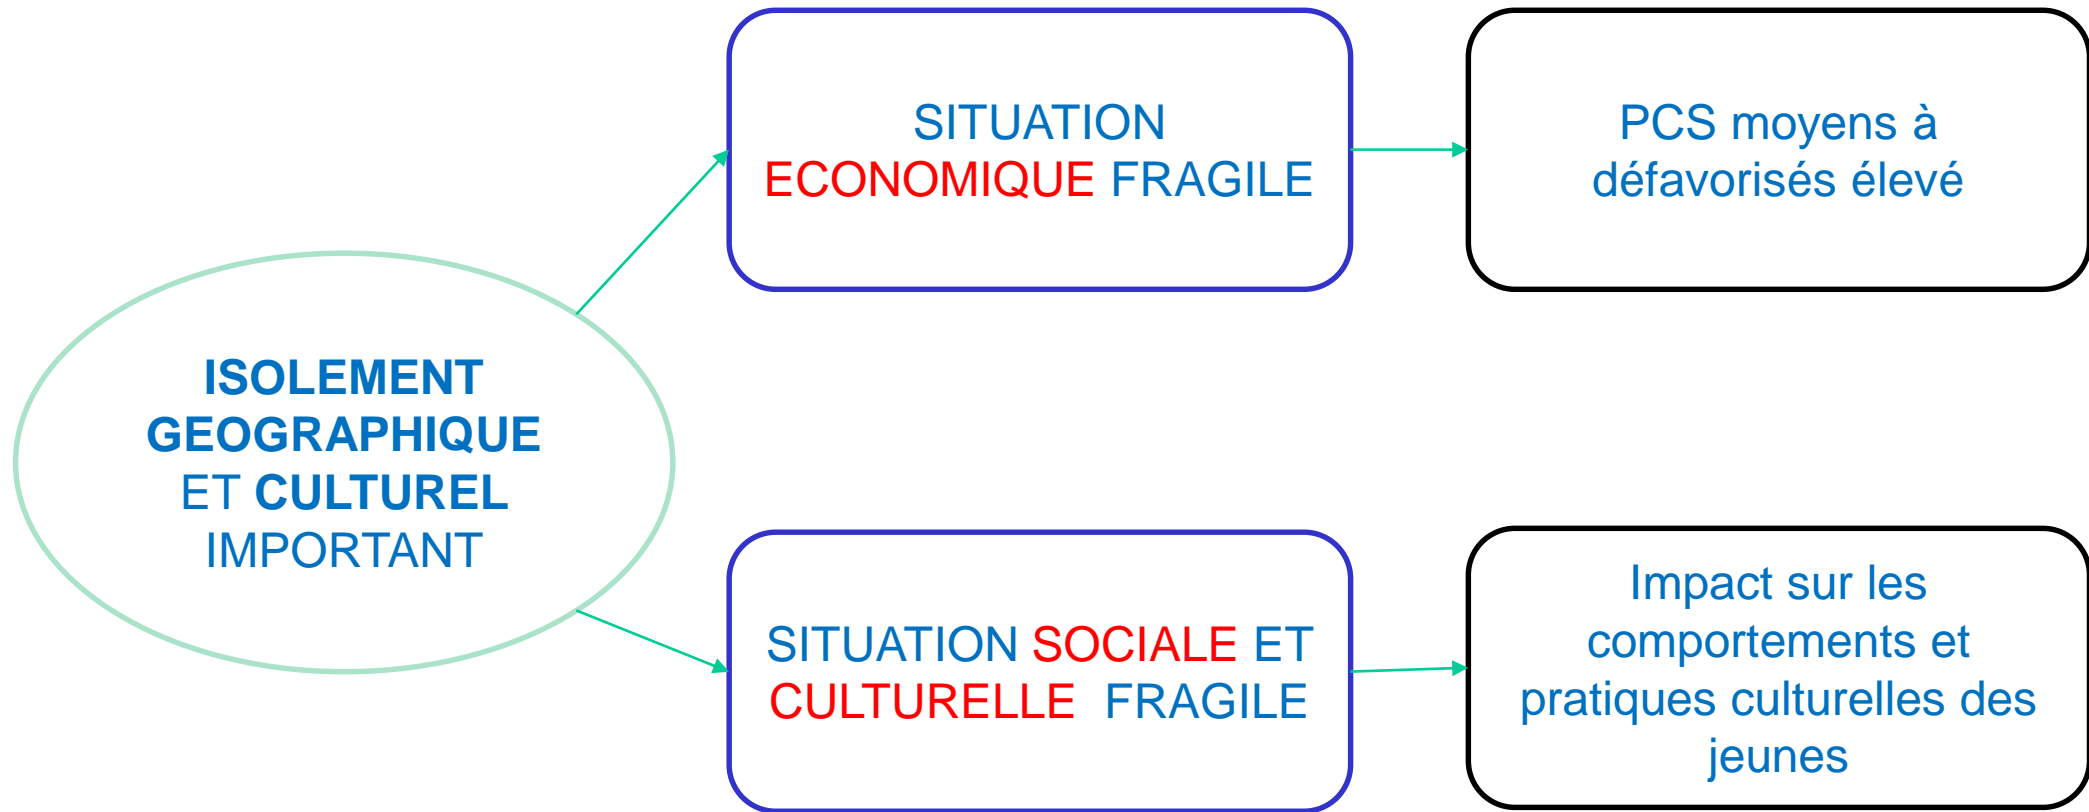 SITUATION
ECONOMIQUE FRAGILE
PCS moyens à
défavorisés élevé
ISOLEMENT
GEOGRAPHIQUE
ET CULTUREL
IMPORTANT
SITUATION SOCIALE ET
CULTURELLE FRAGILE
Impact sur les
comportements et
pratiques culturelles des
jeunes